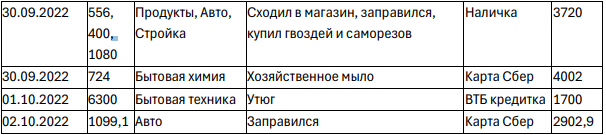 30.09.2022 556, Продукты, Авто, Сходил в магазин, заправился, Наличка 3720
400, Стройка купил гвоздей и саморезов
1080
30.09.2022 724 Бытовая химия Хозяйственное мыло Карта Сбер 4002
01.10.2022 6300 Бытовая техника Утюг ВТБ кредитка 1700
02.10.2022 1099,1 Авто Заправился Карта Сбер 2902,9